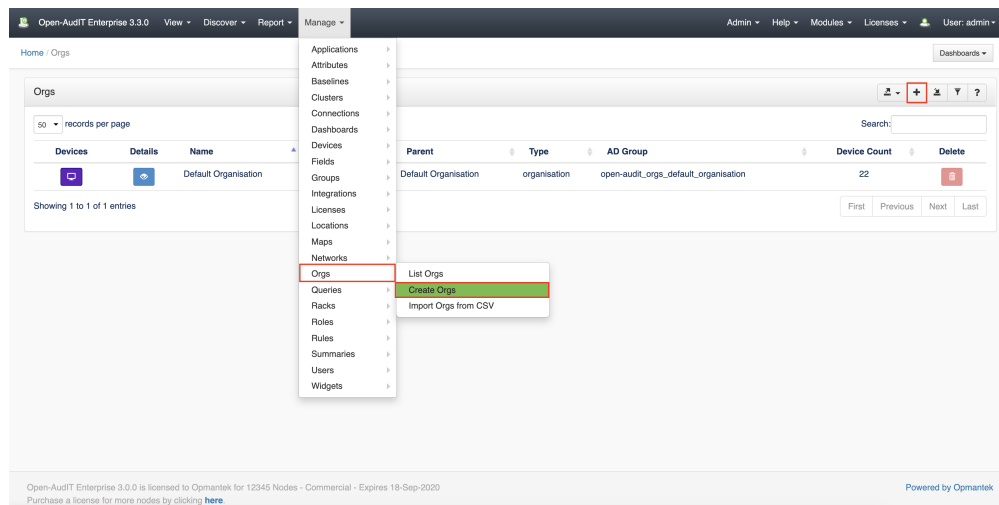 Open-AudIT Enterprise 3.3.0 View Discover Report Manage Admin Help Modules Licenses User: admin
Home / Orgs Dashboards
Applications
Attributes
Baselines
Clusters
Connections
Dashboards
Devices
Fields
Groups
Integrations
Licenses
Locations
Maps
Networks
Orgs
Queries
Racks
Roles
Rules
Summaries
Users
Widgets
List Orgs
Create Orgs
Import Orgs from CSV
Orgs + ?
50 records per page Search:
Devices Details Name Parent Type AD Group Device Count Delete
Default Organisation Default Organisation organisation open-audit_orgs_default_organisation 22
Showing 1 to 1 of 1 entries First Previous Next Last
Open-AudIT Enterprise 3.3.0 is licensed to Opmantek for 12345 Nodes - Commercial - Expires 18-Sep-2020 Powered by Opmantek
Purchase a license for more nodes by clicking here.